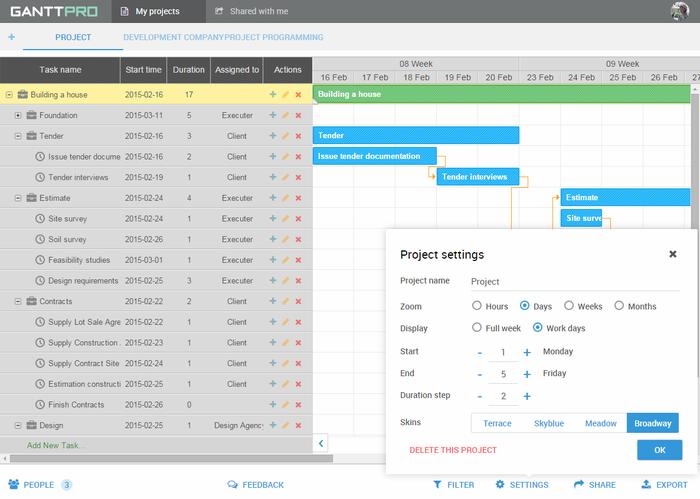 GANTTPRO My projects Shared with me
+ PROJECT DEVELOPMENT COMPANY PROJECT PROGRAMMING
08 Week 09 Week
Task name Start time Duration Assigned to Actions 16 Feb 17 Feb 18 Feb 19 Feb 20 Feb 23 Feb 24 Feb 25 Feb 26 Feb 27
Building a house 2015-02-16 17 Building a house
Foundation 2015-03-11 5 Executer
Tender 2015-02-16 3 Client Tender
Issue tender docume 2015-02-16 2 Client Issue tender documentation
Tender interviews 2015-02-19 1 Client Tender interviews
Estimate 2015-02-24 4 Executer Estimate
Site survey 2015-02-24 1 Executer Site surve
Soil survey 2015-02-26 1 Executer
Feasibility studies 2015-03-01 1 Executer
Design requirements 2015-02-25 3 Executer
Contracts 2015-02-22 2 Client
Supply Lot Sale Agre 2015-02-22 1 Client
Supply Construction 2015-02-23 1 Client
Supply Contract Site 2015-02-24 1 Client
Estimation constructi 2015-02-25 1 Client
Finish Contracts 2015-02-26 0
Design 2015-02-25 1 Design Agency
Add New Task...
Project settings
Project name Project
Zoom Hours Days Weeks Months
Display Full week Work days
Start - 1 + Monday
End - 5 + Friday
Duration step - 2 +
Skins Terrace Skyblue Meadow Broadway
DELETE THIS PROJECT OK
PEOPLE 3 FEEDBACK FILTER SETTINGS SHARE EXPORT